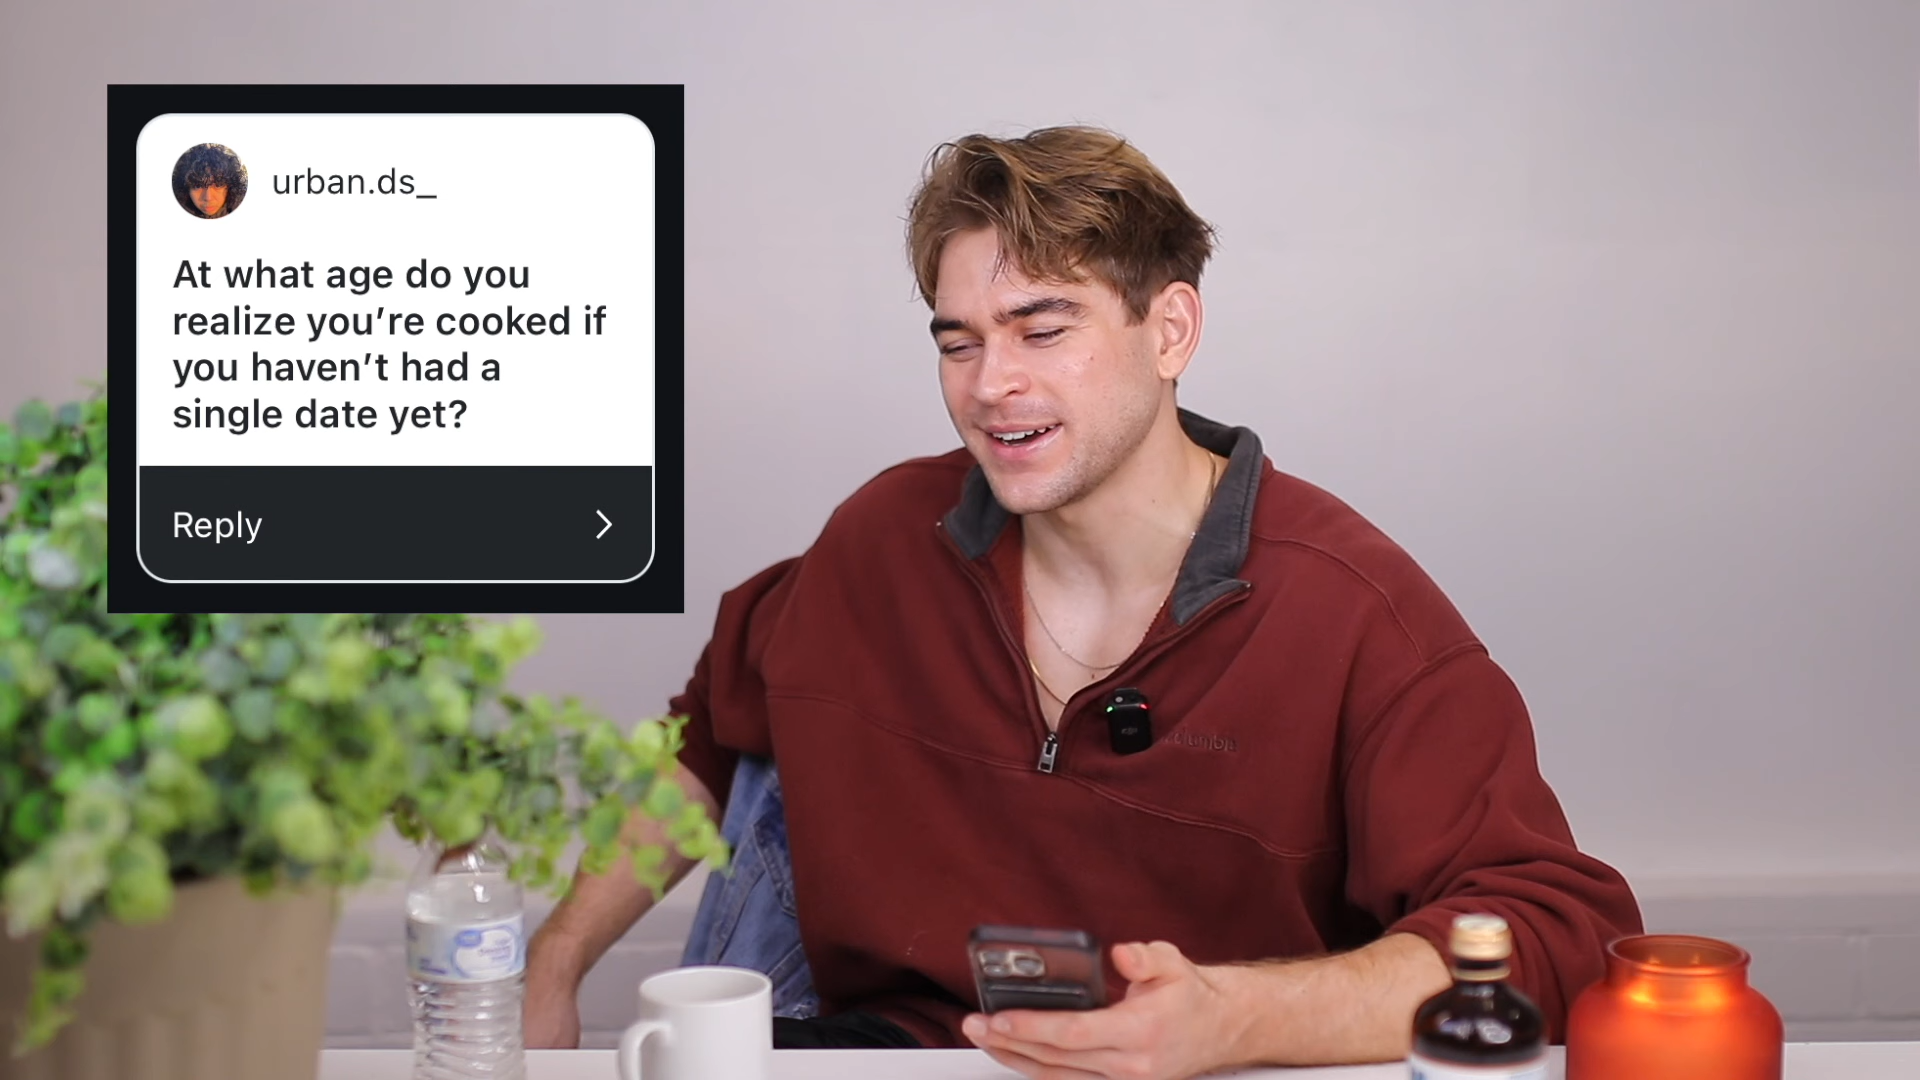 urban.ds_
At what age do you
realize you’re cooked if
you haven’t had a
single date yet?
Reply
Columbia